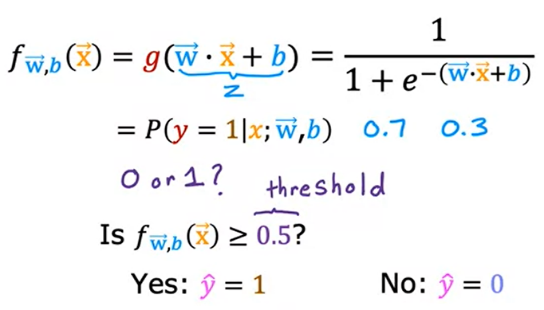 f_{w⃗,b}(x⃗) = g(w⃗ · x⃗ + b) = 1 / (1 + e^{−(w⃗·x⃗+b)})
z
= P(y = 1|x; w⃗,b) 0.7 0.3
0 or 1? threshold
Is f_{w⃗,b}(x⃗) ≥ 0.5?
Yes: ŷ = 1 No: ŷ = 0